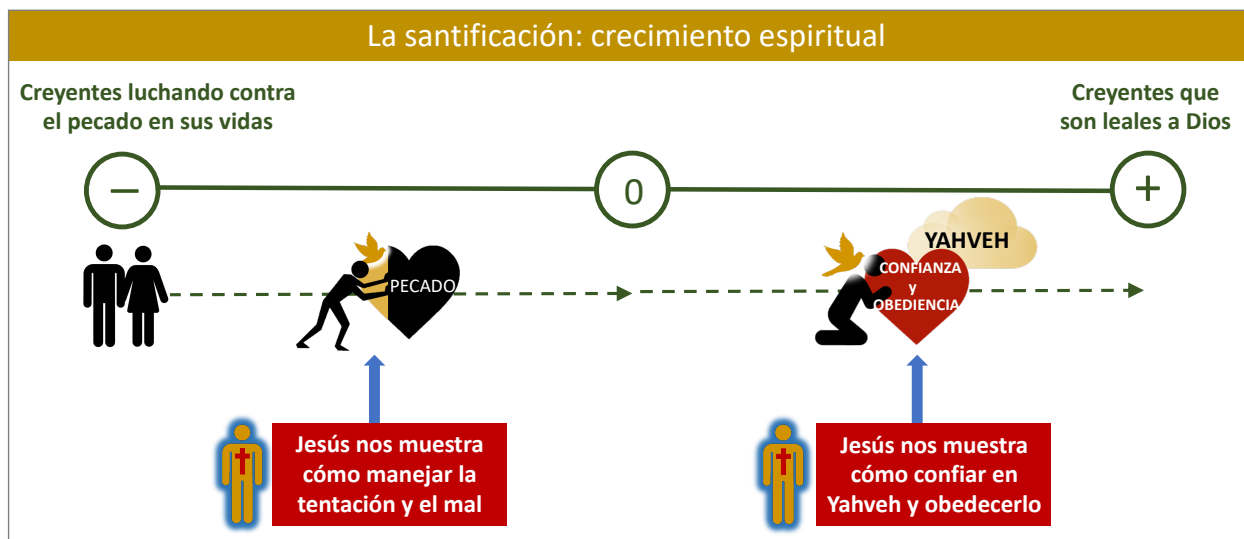 La santificación: crecimiento espiritual
Creyentes luchando contra
el pecado en sus vidas
Creyentes que
son leales a Dios
–
0
+
PECADO
YAHVEH
CONFIANZA
y
OBEDIENCIA
Jesús nos muestra
cómo manejar la
tentación y el mal
Jesús nos muestra
cómo confiar en
Yahveh y obedecerlo